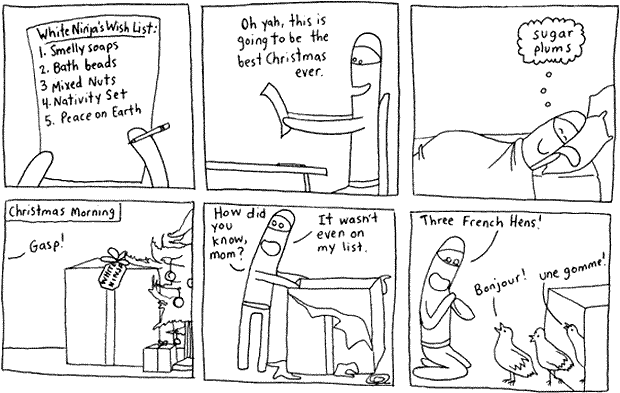 White Ninja's Wish List:
1. Smelly soaps
2. Bath beads
3 Mixed Nuts
4. Nativity Set
5. Peace on Earth
Oh yah, this is
going to be the
best Christmas
ever.
sugar
plums
Christmas Morning
Gasp!
WHITE
NINJA
How did
you
know,
mom?
It wasn't
even on
my list.
Three French Hens!
Bonjour!
une gomme!